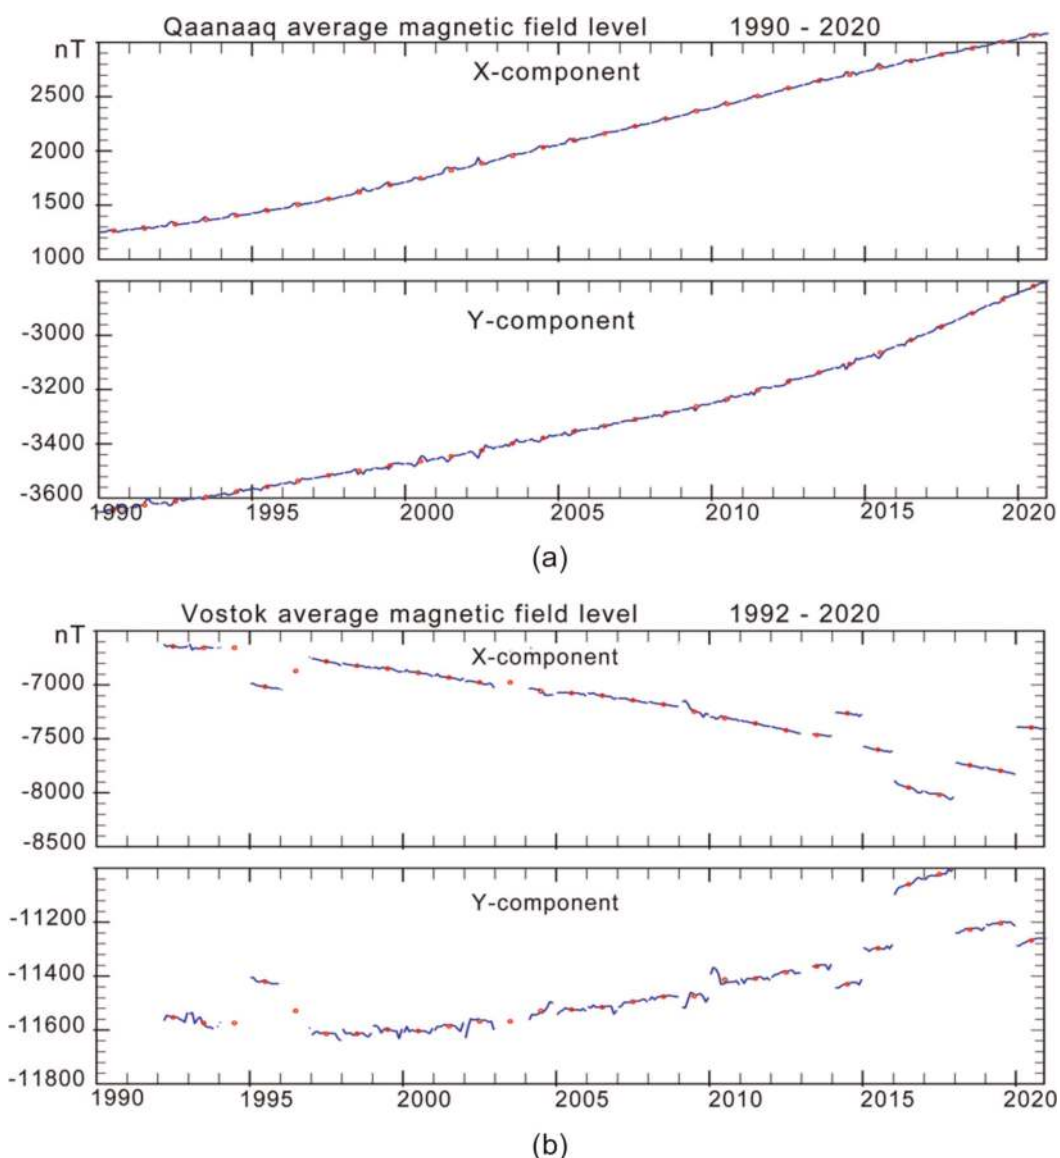 Qaanaaq average magnetic field level 1990 - 2020
nT
X-component
2500
2000
1500
1000
Y-component
-3000
-3200
-3400
-3600
1990 1995 2000 2005 2010 2015 2020
(a)
Vostok average magnetic field level 1992 - 2020
nT
X-component
-7000
-7500
-8000
-8500
Y-component
-11200
-11400
-11600
-11800
1990 1995 2000 2005 2010 2015 2020
(b)